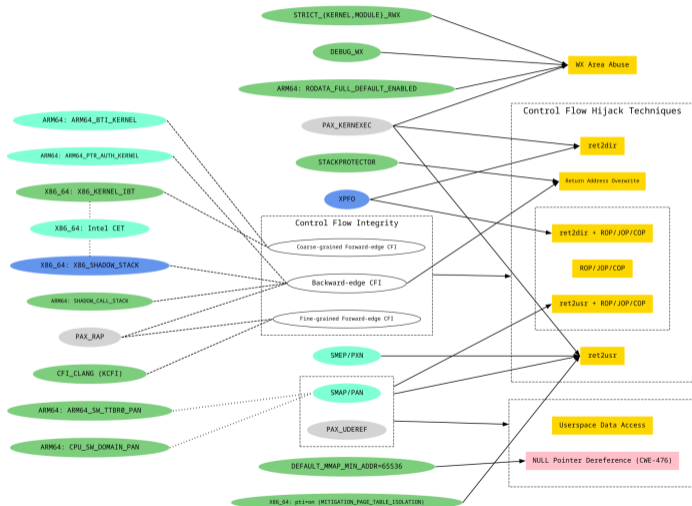 STRICT_{KERNEL,MODULE}_RWX
DEBUG_WX
WX Area Abuse
ARM64: RODATA_FULL_DEFAULT_ENABLED
Control Flow Hijack Techniques
ARM64: ARM64_BTI_KERNEL
PAX_KERNEXEC
ret2dir
ARM64: ARM64_PTR_AUTH_KERNEL
STACKPROTECTOR
Return Address Overwrite
X86_64: X86_KERNEL_IBT
XPFO
Control Flow Integrity
X86_64: Intel CET
ret2dir + ROP/JOP/COP
Coarse-grained Forward-edge CFI
X86_64: X86_SHADOW_STACK
ROP/JOP/COP
Backward-edge CFI
ARM64: SHADOW_CALL_STACK
ret2usr + ROP/JOP/COP
Fine-grained Forward-edge CFI
PAX_RAP
SMEP/PXN
ret2usr
CFI_CLANG (KCFI)
SMAP/PAN
ARM64: ARM64_SW_TTBR0_PAN
Userspace Data Access
PAX_UDEREF
ARM: CPU_SW_DOMAIN_PAN
NULL Pointer Dereference (CWE-476)
DEFAULT_MMAP_MIN_ADDR=65536
X86_64: pti=on (MITIGATION_PAGE_TABLE_ISOLATION)